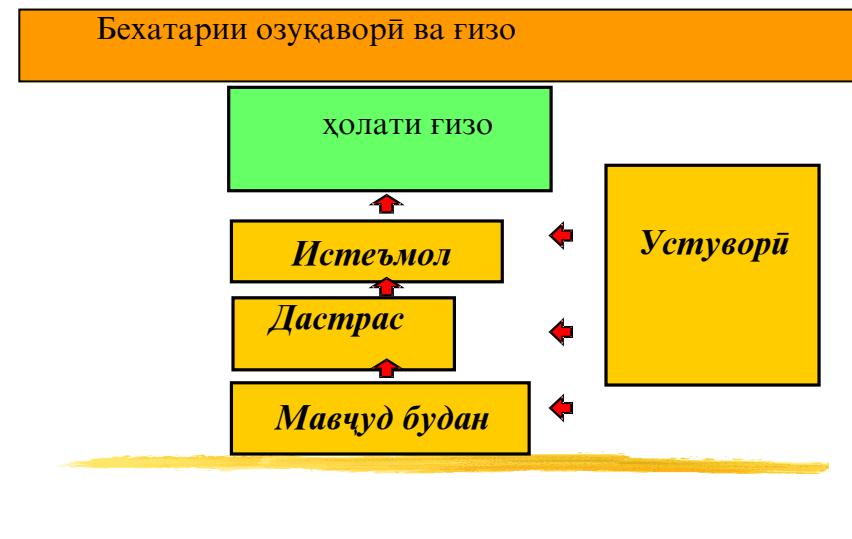 Бехатарии озуқаворӣ ва ғизо
ҳолати ғизо
Истеъмол
Устуворӣ
Дастрас
Мавҷуд будан